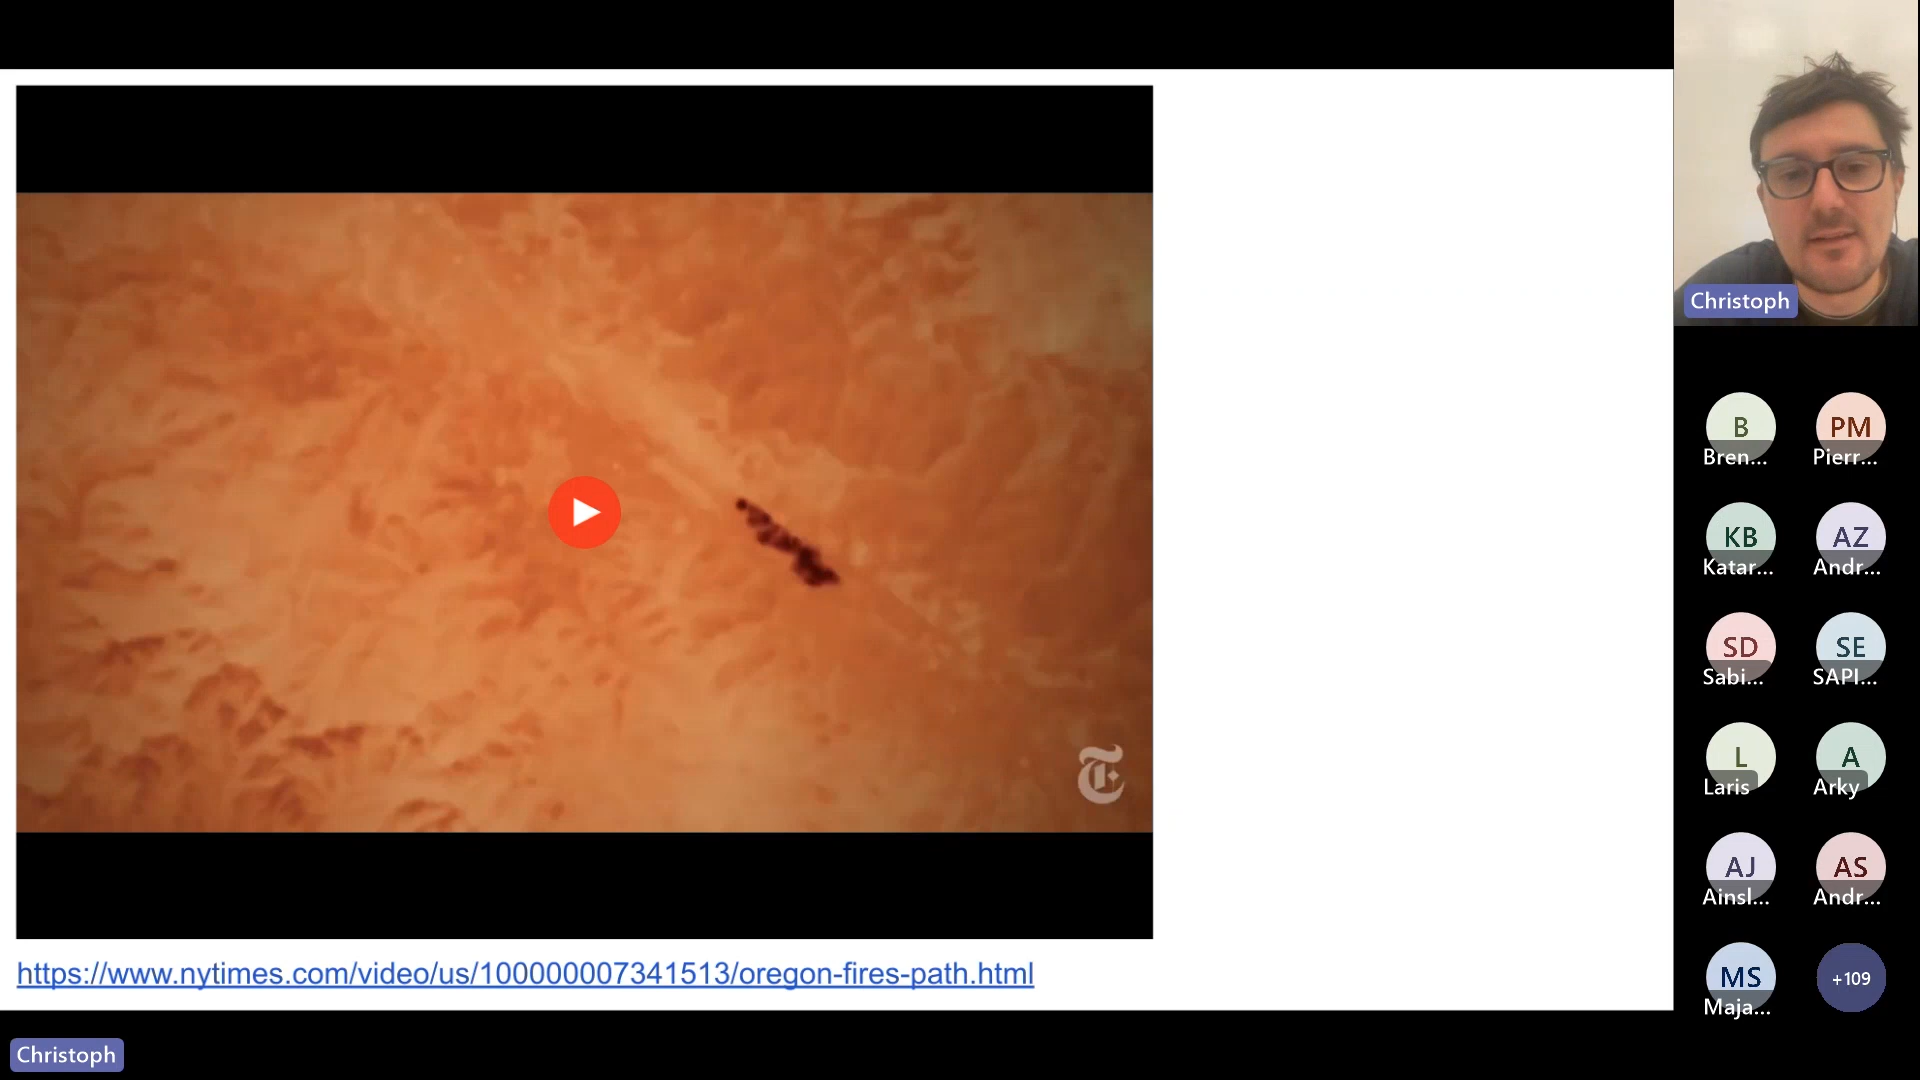 https://www.nytimes.com/video/us/100000007341513/oregon-fires-path.html
Christoph
Christoph
B
Bren...
PM
Pierr...
KB
Katar...
AZ
Andr...
SD
Sabi...
SE
SAPI...
L
Laris
A
Arky
AJ
Ainsl...
AS
Andr...
MS
Maja...
+109
T